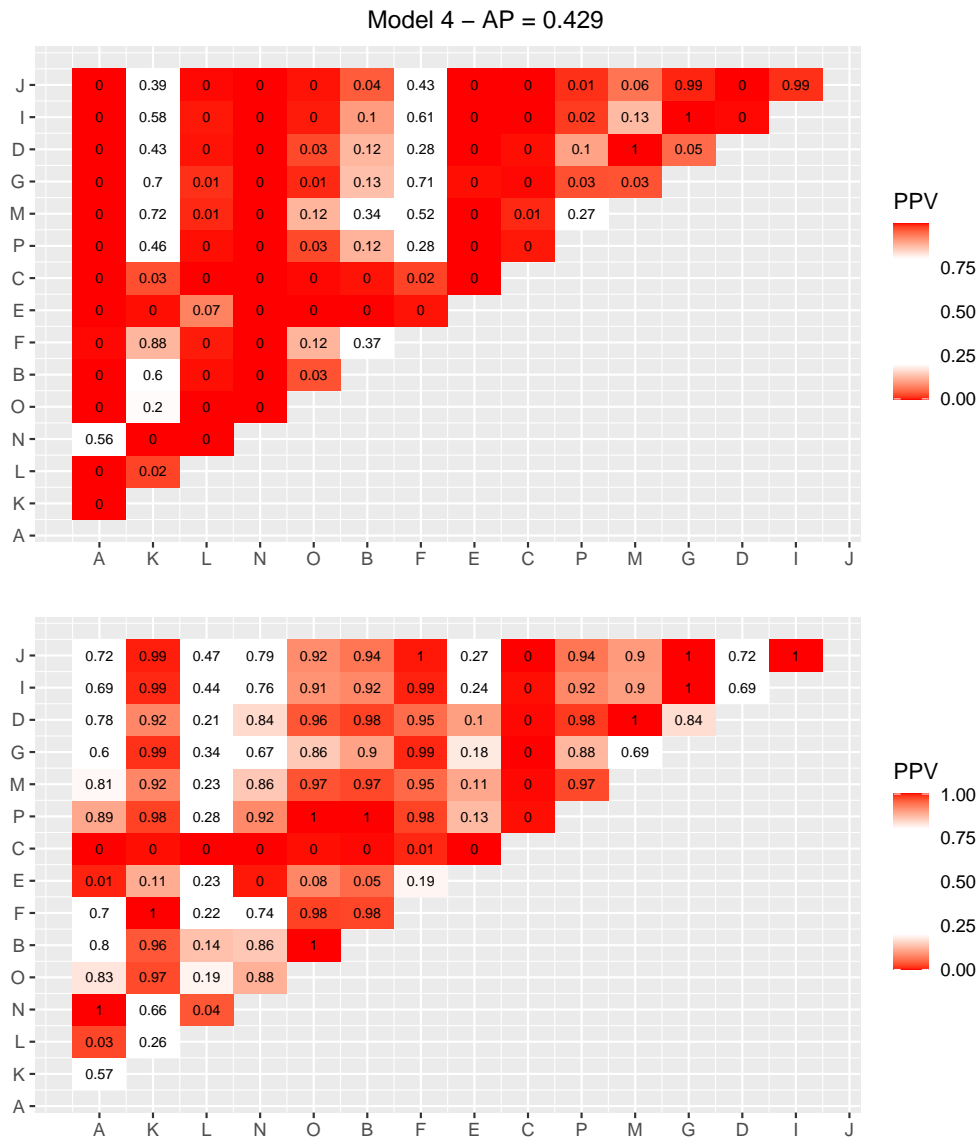 Model 4 – AP = 0.429
J 0 0.39 0 0 0 0.04 0.43 0 0 0.01 0.06 0.99 0 0.99
I 0 0.58 0 0 0 0.1 0.61 0 0 0.02 0.13 1 0
D 0 0.43 0 0 0.03 0.12 0.28 0 0 0.1 1 0.05
G 0 0.7 0.01 0 0.01 0.13 0.71 0 0 0.03 0.03
M 0 0.72 0.01 0 0.12 0.34 0.52 0 0.01 0.27
P 0 0.46 0 0 0.03 0.12 0.28 0 0
C 0 0.03 0 0 0 0 0.02 0
E 0 0 0.07 0 0 0 0
F 0 0.88 0 0 0.12 0.37
B 0 0.6 0 0 0.03
O 0 0.2 0 0
N 0.56 0 0
L 0 0.02
K 0
A
A K L N O B F E C P M G D I J
PPV
0.75
0.50
0.25
0.00
J 0.72 0.99 0.47 0.79 0.92 0.94 1 0.27 0 0.94 0.9 1 0.72 1
I 0.69 0.99 0.44 0.76 0.91 0.92 0.99 0.24 0 0.92 0.9 1 0.69
D 0.78 0.92 0.21 0.84 0.96 0.98 0.95 0.1 0 0.98 1 0.84
G 0.6 0.99 0.34 0.67 0.86 0.9 0.99 0.18 0 0.88 0.69
M 0.81 0.92 0.23 0.86 0.97 0.97 0.95 0.11 0 0.97
P 0.89 0.98 0.28 0.92 1 1 0.98 0.13 0
C 0 0 0 0 0 0 0.01 0
E 0.01 0.11 0.23 0 0.08 0.05 0.19
F 0.7 1 0.22 0.74 0.98 0.98
B 0.8 0.96 0.14 0.86 1
O 0.83 0.97 0.19 0.88
N 1 0.66 0.04
L 0.03 0.26
K 0.57
A
A K L N O B F E C P M G D I J
PPV
1.00
0.75
0.50
0.25
0.00